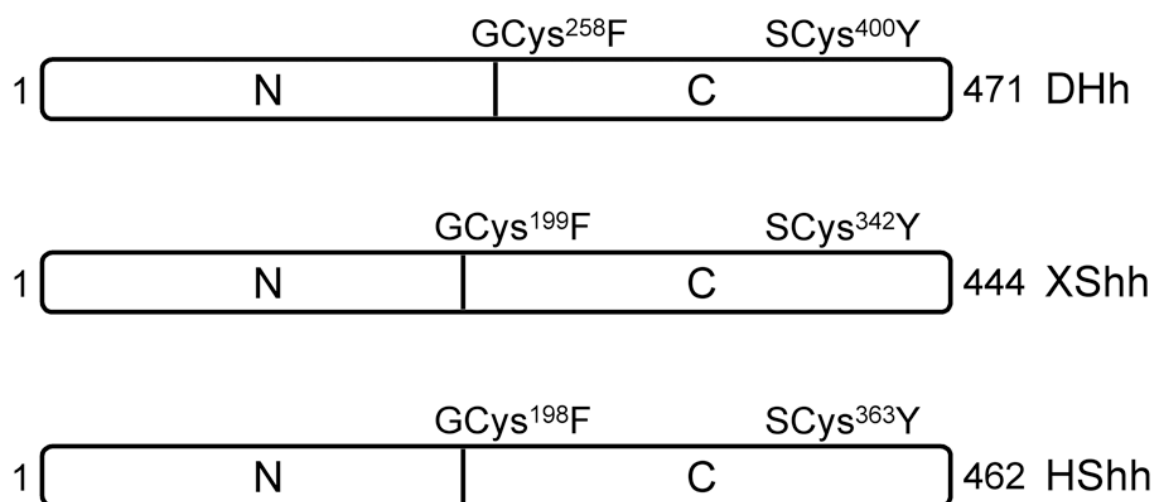 GCys²⁵⁸F SCys⁴⁰⁰Y
1 N C 471 DHh
GCys¹⁹⁹F SCys³⁴²Y
1 N C 444 XShh
GCys¹⁹⁸F SCys³⁶³Y
1 N C 462 HShh